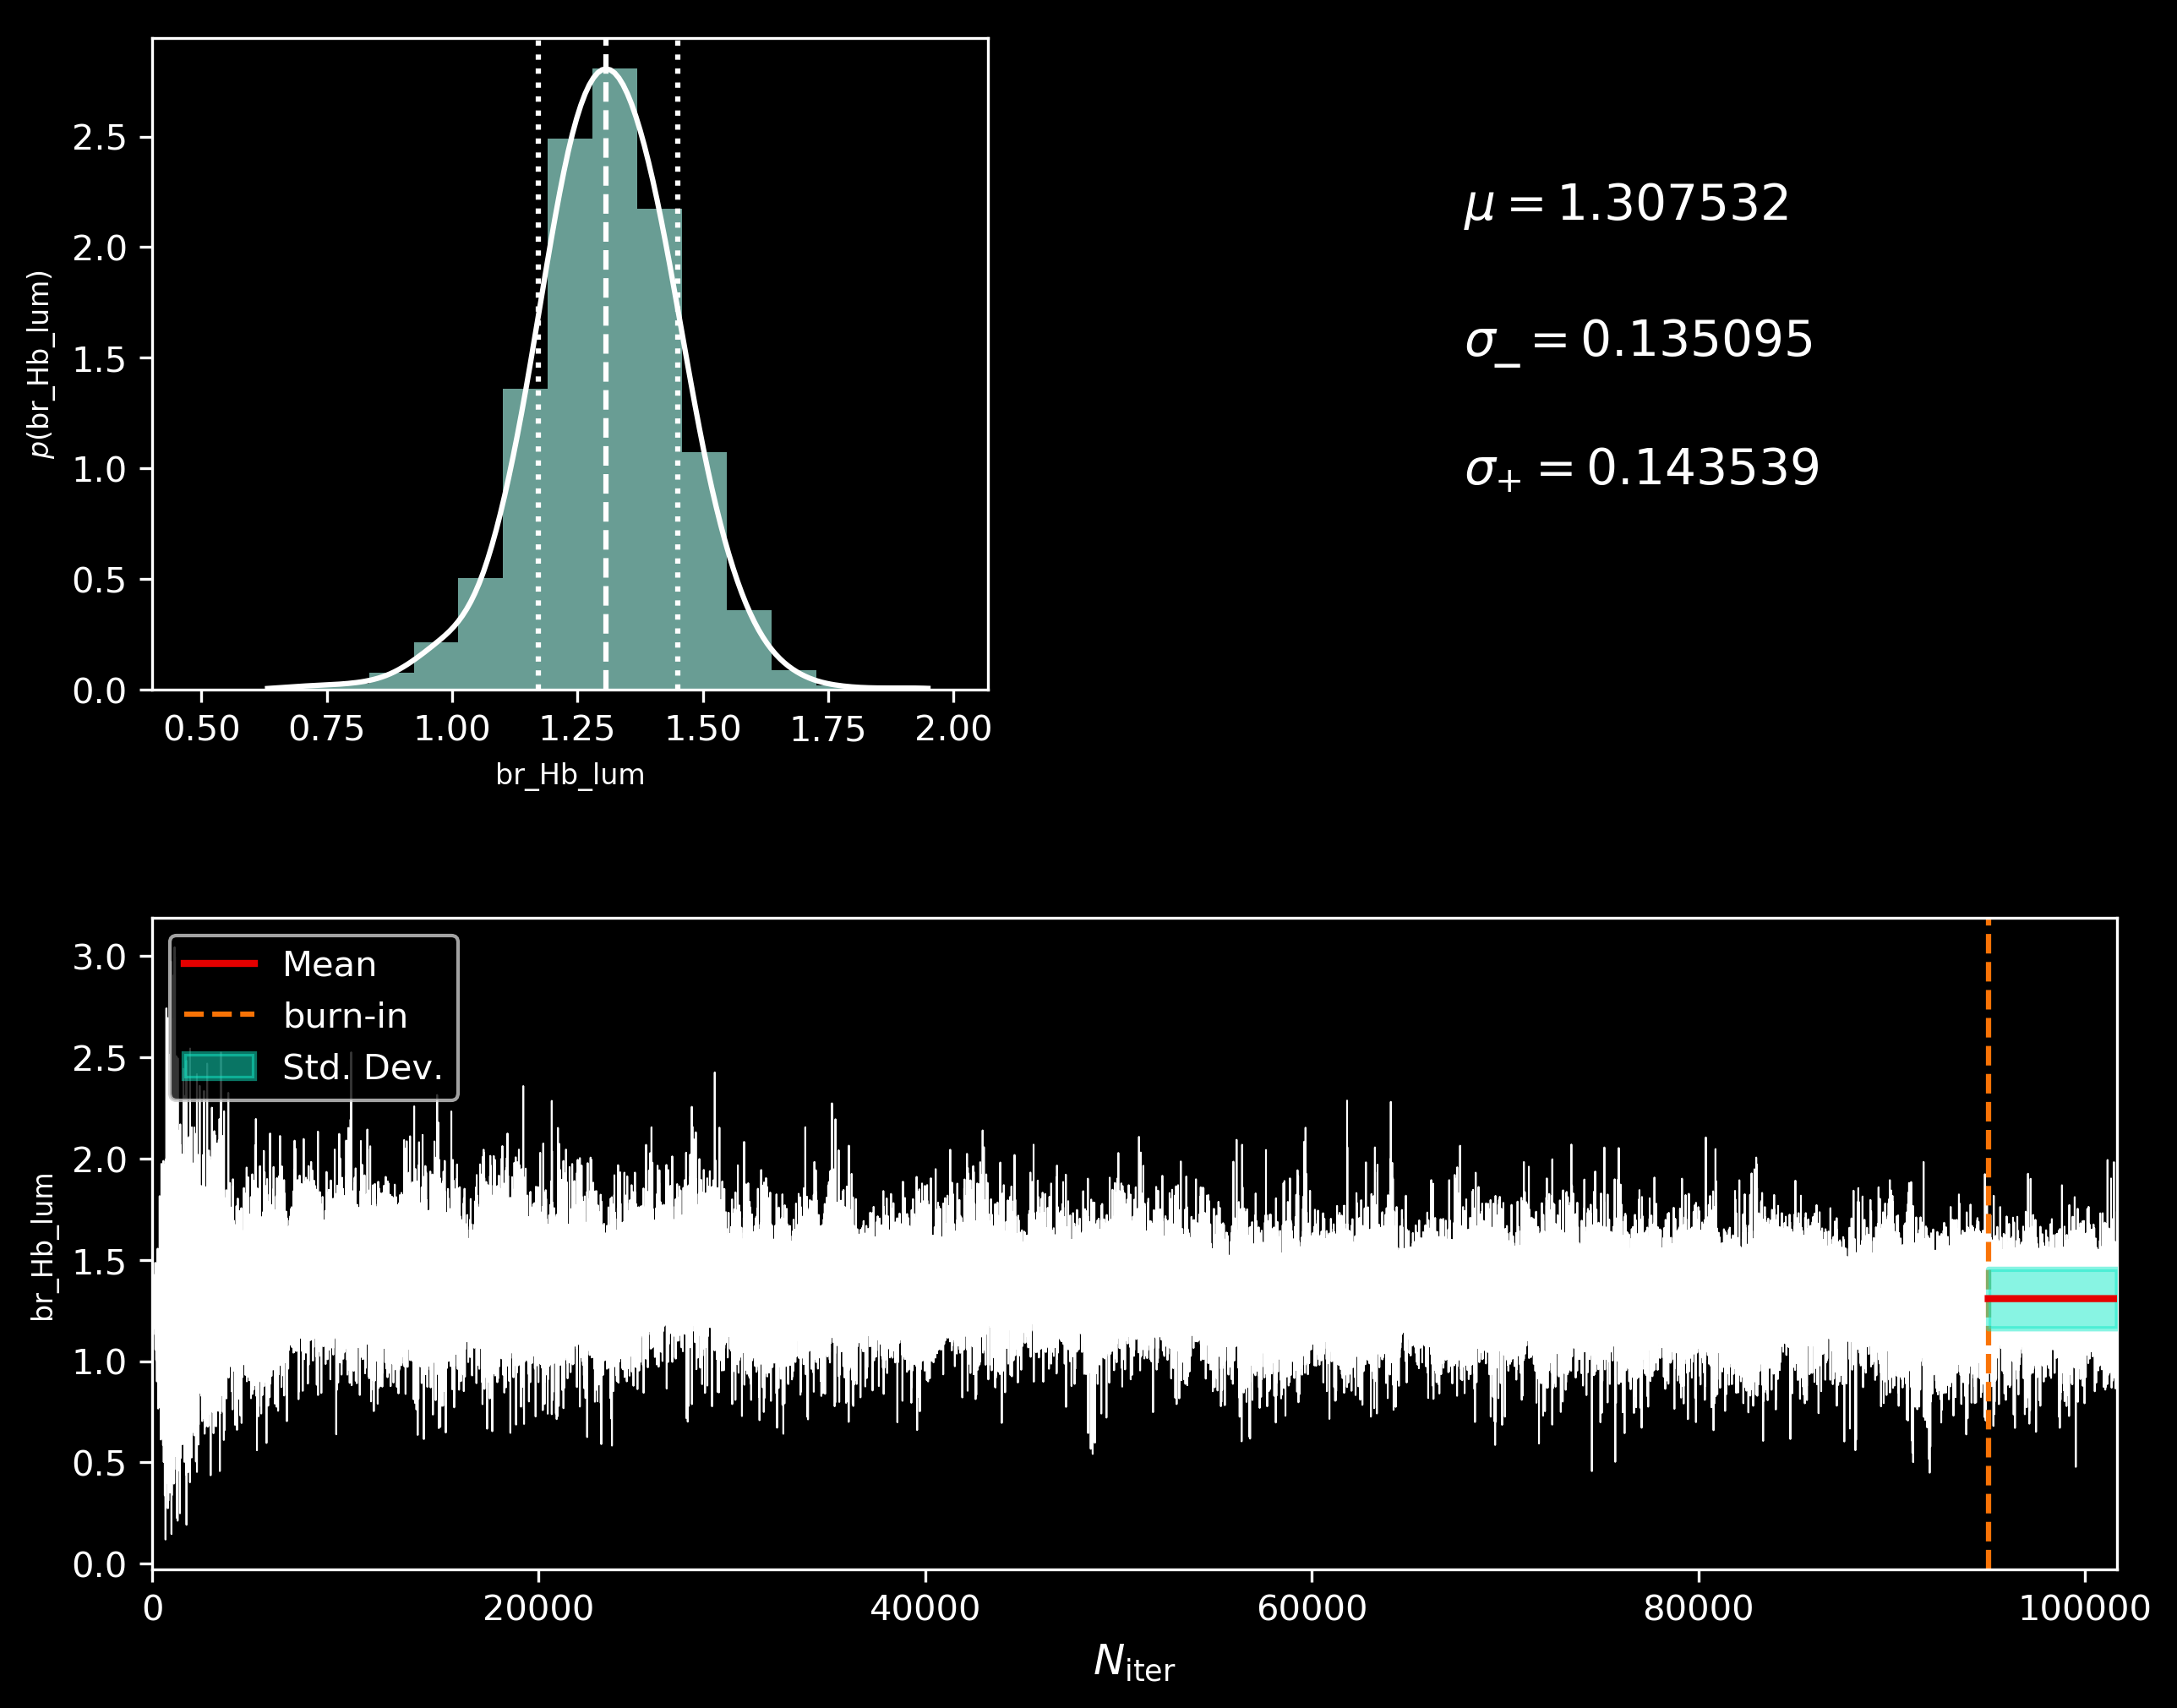 2.5
2.0
1.5
1.0
0.5
0.0
p(br_Hb_lum)
0.50 0.75 1.00 1.25 1.50 1.75 2.00
br_Hb_lum
μ = 1.307532
σ_ = 0.135095
σ+ = 0.143539
3.0
2.5
2.0
1.5
1.0
0.5
0.0
br_Hb_lum
Mean
burn-in
Std. Dev.
0 20000 40000 60000 80000 100000
Niter